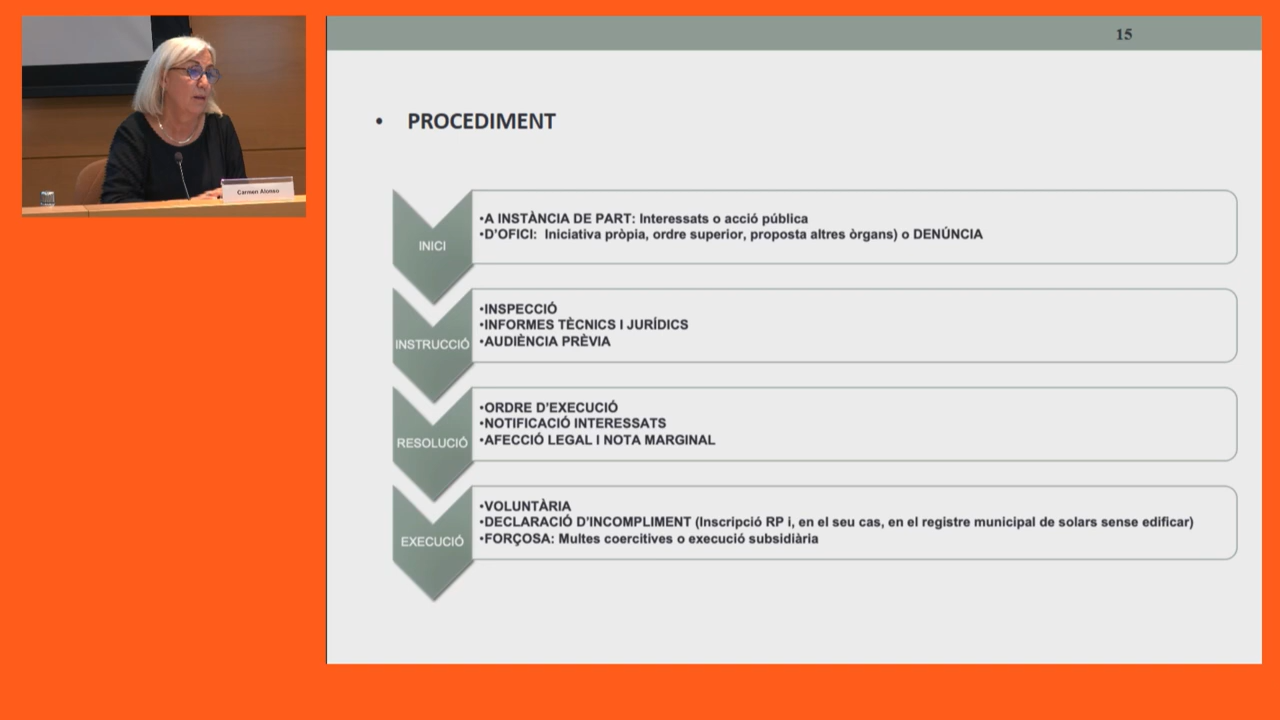 15
• PROCEDIMENT
INICI
•A INSTÀNCIA DE PART: Interessats o acció pública
•D'OFICI: Iniciativa pròpia, ordre superior, proposta altres òrgans) o DENÚNCIA
INSTRUCCIÓ
•INSPECCIÓ
•INFORMES TÈCNICS I JURÍDICS
•AUDIÈNCIA PRÈVIA
RESOLUCIÓ
•ORDRE D'EXECUCIÓ
•NOTIFICACIÓ INTERESSATS
•AFECCIÓ LEGAL I NOTA MARGINAL
EXECUCIÓ
•VOLUNTÀRIA
•DECLARACIÓ D'INCOMPLIMENT (Inscripció RP i, en el seu cas, en el registre municipal de solars sense edificar)
•FORÇOSA: Multes coercitives o execució subsidiària
Carmen Alonso